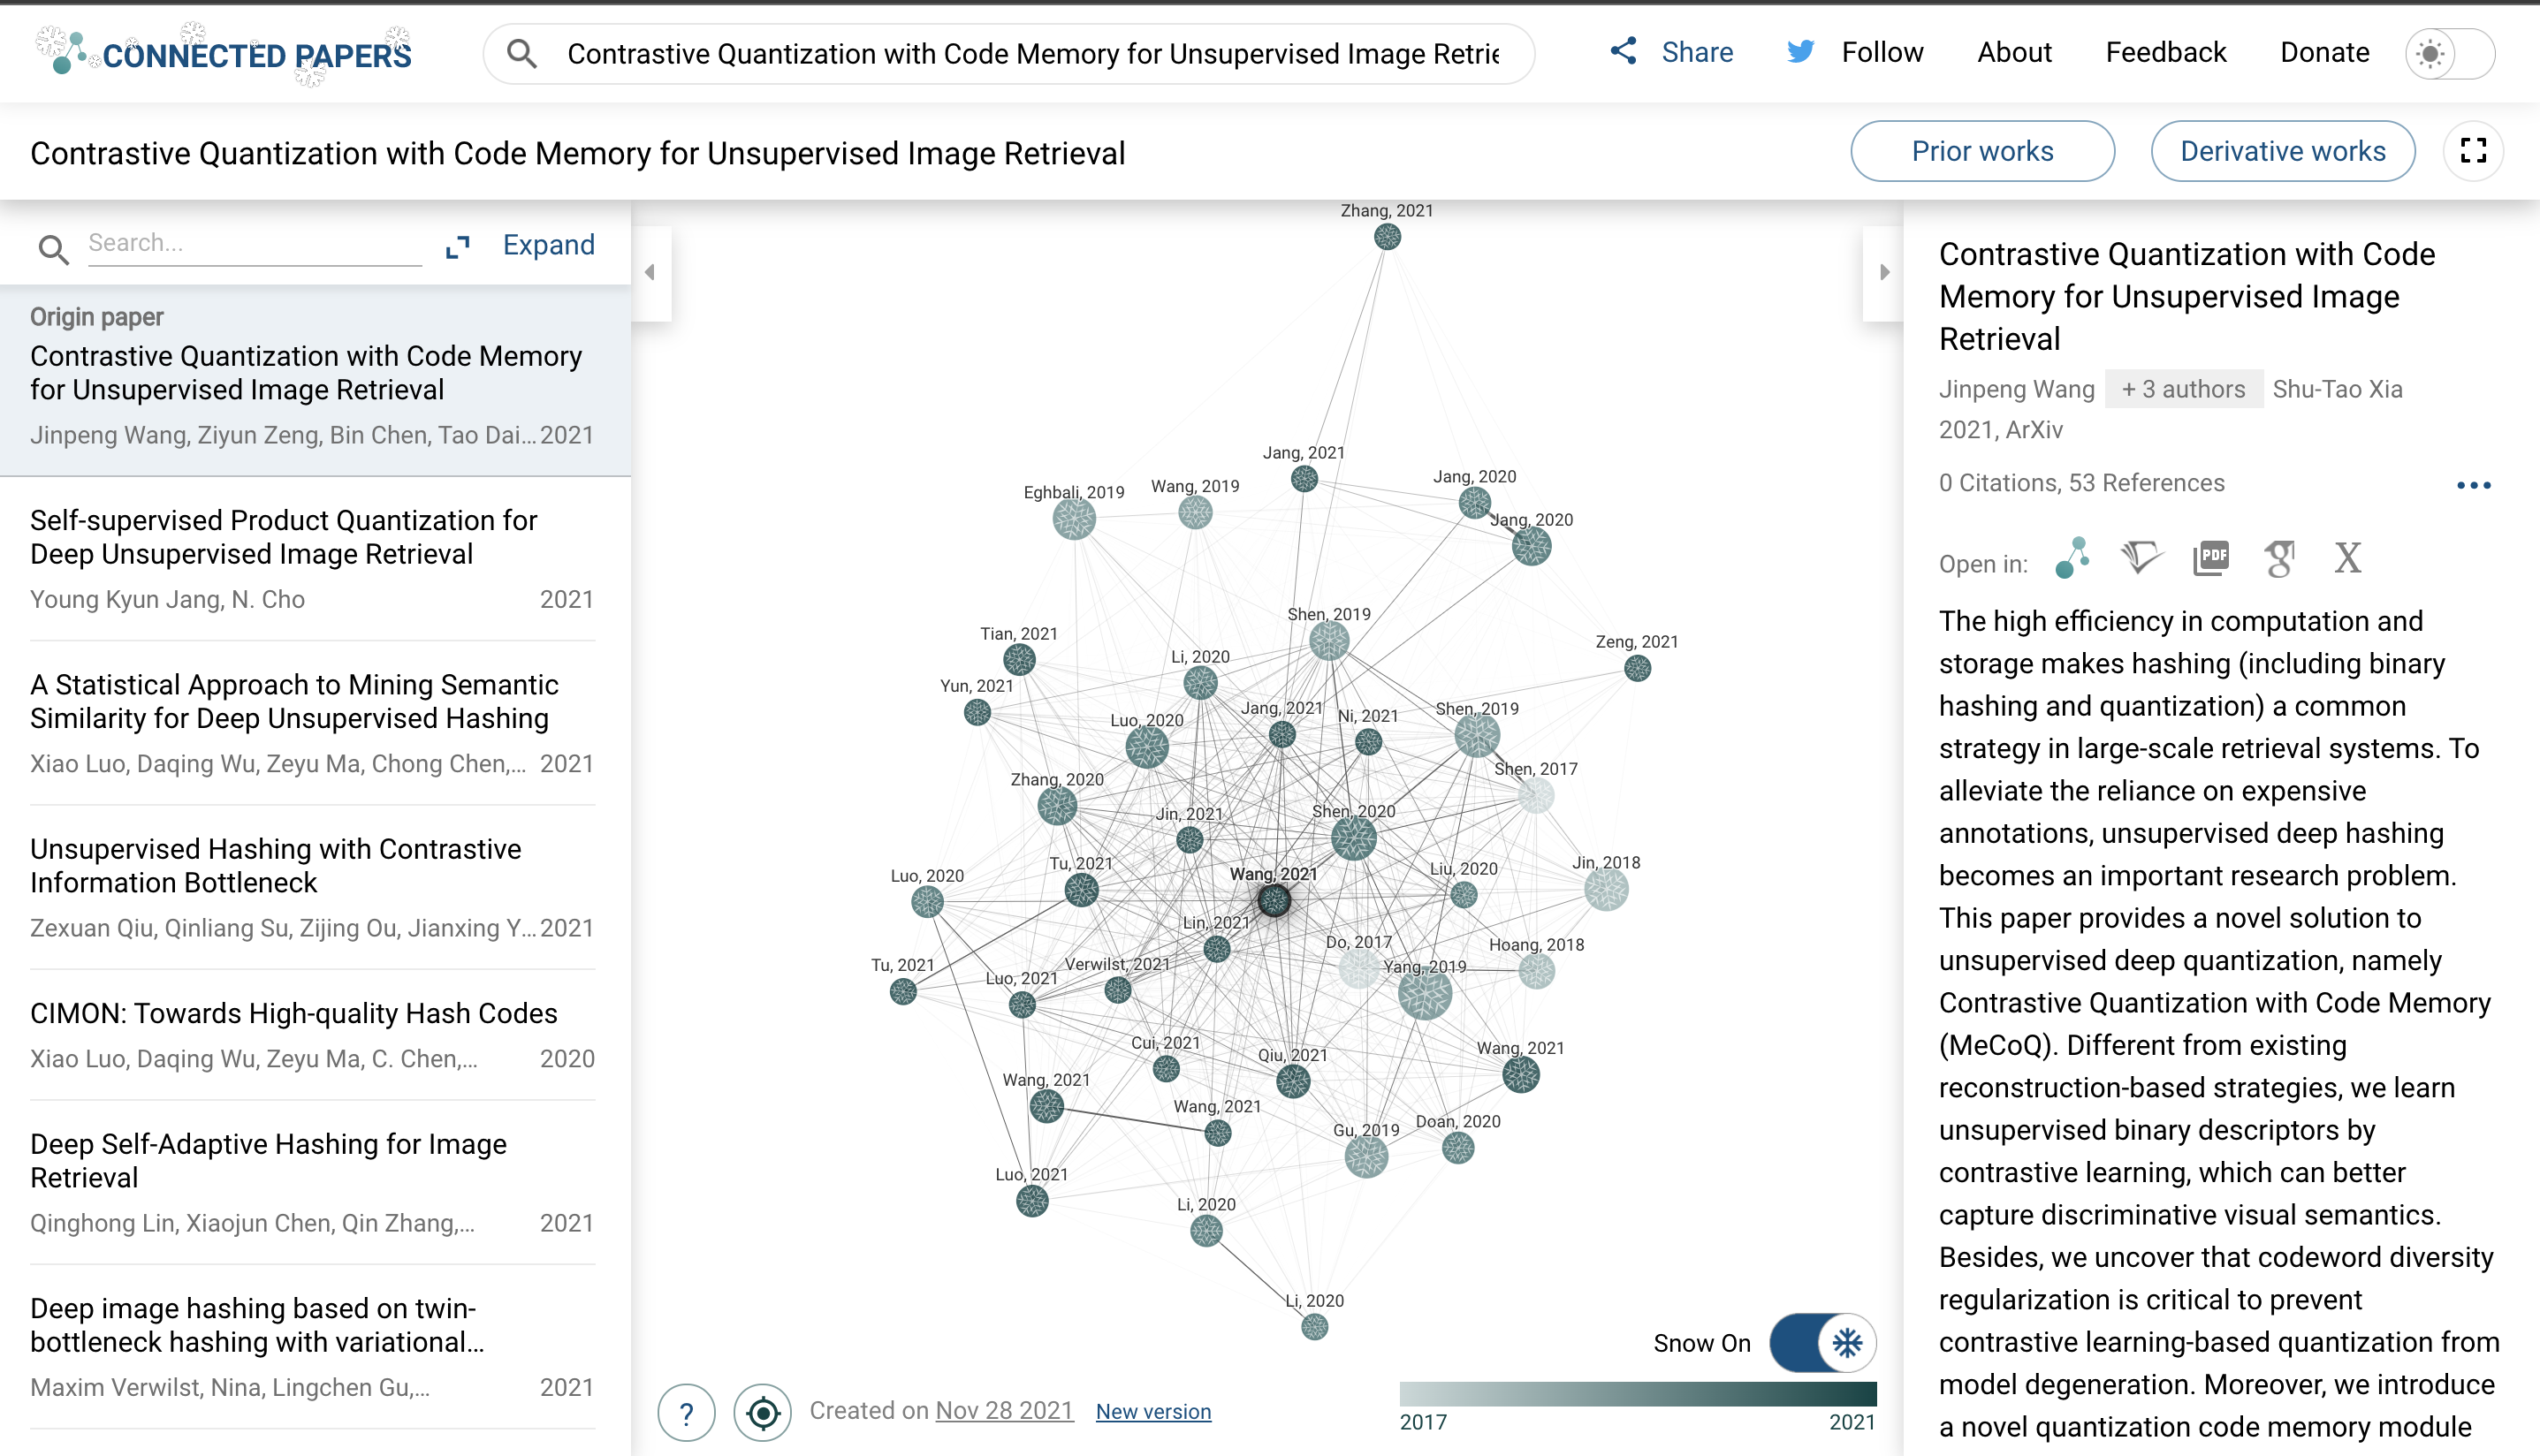 CONNECTED PAPERS
Contrastive Quantization with Code Memory for Unsupervised Image Retrie
Share
Follow
About
Feedback
Donate
Contrastive Quantization with Code Memory for Unsupervised Image Retrieval
Prior works
Derivative works
Search...
Expand
Origin paper
Contrastive Quantization with Code Memory
for Unsupervised Image Retrieval
Jinpeng Wang, Ziyun Zeng, Bin Chen, Tao Dai... 2021
Self-supervised Product Quantization for
Deep Unsupervised Image Retrieval
Young Kyun Jang, N. Cho 2021
A Statistical Approach to Mining Semantic
Similarity for Deep Unsupervised Hashing
Xiao Luo, Daqing Wu, Zeyu Ma, Chong Chen,... 2021
Unsupervised Hashing with Contrastive
Information Bottleneck
Zexuan Qiu, Qinliang Su, Zijing Ou, Jianxing Y... 2021
CIMON: Towards High-quality Hash Codes
Xiao Luo, Daqing Wu, Zeyu Ma, C. Chen,... 2020
Deep Self-Adaptive Hashing for Image
Retrieval
Qinghong Lin, Xiaojun Chen, Qin Zhang,... 2021
Deep image hashing based on twin-
bottleneck hashing with variational...
Maxim Verwilst, Nina, Lingchen Gu,... 2021
Zhang, 2021
Jang, 2021
Jang, 2020
Eghbali, 2019
Wang, 2019
Jang, 2020
Shen, 2019
Tian, 2021
Zeng, 2021
Li, 2020
Yun, 2021
Jang, 2021
Ni, 2021
Shen, 2019
Luo, 2020
Shen, 2017
Zhang, 2020
Jin, 2021
Shen, 2020
Tu, 2021
Jin, 2018
Liu, 2020
Wang, 2021
Luo, 2020
Lin, 2021
Do, 2017
Hoang, 2018
Tu, 2021
Verwilst, 2021
Yang, 2019
Luo, 2021
Cui, 2021
Wang, 2021
Qiu, 2021
Wang, 2021
Wang, 2021
Doan, 2020
Gu, 2019
Luo, 2021
Li, 2020
Li, 2020
Snow On
?
Created on Nov 28 2021
New version
2017
2021
Contrastive Quantization with Code
Memory for Unsupervised Image
Retrieval
Jinpeng Wang + 3 authors Shu-Tao Xia
2021, ArXiv
0 Citations, 53 References
Open in:
PDF
g
X
The high efficiency in computation and
storage makes hashing (including binary
hashing and quantization) a common
strategy in large-scale retrieval systems. To
alleviate the reliance on expensive
annotations, unsupervised deep hashing
becomes an important research problem.
This paper provides a novel solution to
unsupervised deep quantization, namely
Contrastive Quantization with Code Memory
(MeCoQ). Different from existing
reconstruction-based strategies, we learn
unsupervised binary descriptors by
contrastive learning, which can better
capture discriminative visual semantics.
Besides, we uncover that codeword diversity
regularization is critical to prevent
contrastive learning-based quantization from
model degeneration. Moreover, we introduce
a novel quantization code memory module